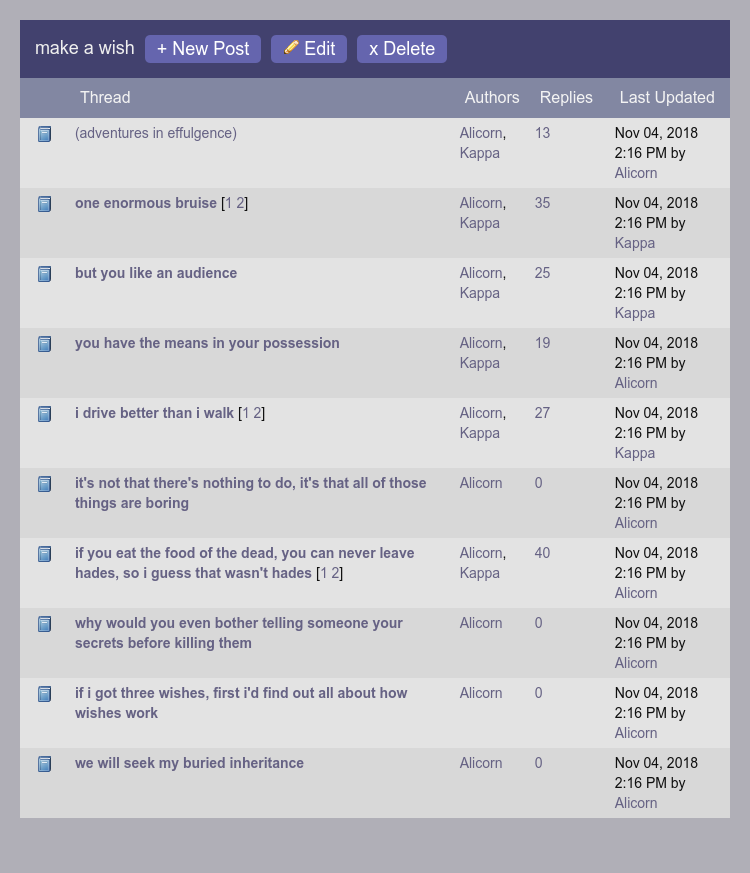 make a wish + New Post Edit x Delete
Thread Authors Replies Last Updated
(adventures in effulgence) Alicorn, 13 Nov 04, 2018
Kappa 2:16 PM by
Alicorn
one enormous bruise [1 2] Alicorn, 35 Nov 04, 2018
Kappa 2:16 PM by
Kappa
but you like an audience Alicorn, 25 Nov 04, 2018
Kappa 2:16 PM by
Kappa
you have the means in your possession Alicorn, 19 Nov 04, 2018
Kappa 2:16 PM by
Alicorn
i drive better than i walk [1 2] Alicorn, 27 Nov 04, 2018
Kappa 2:16 PM by
Kappa
it's not that there's nothing to do, it's that all of those Alicorn 0 Nov 04, 2018
things are boring 2:16 PM by
Alicorn
if you eat the food of the dead, you can never leave Alicorn, 40 Nov 04, 2018
hades, so i guess that wasn't hades [1 2] Kappa 2:16 PM by
Alicorn
why would you even bother telling someone your Alicorn 0 Nov 04, 2018
secrets before killing them 2:16 PM by
Alicorn
if i got three wishes, first i'd find out all about how Alicorn 0 Nov 04, 2018
wishes work 2:16 PM by
Alicorn
we will seek my buried inheritance Alicorn 0 Nov 04, 2018
2:16 PM by
Alicorn